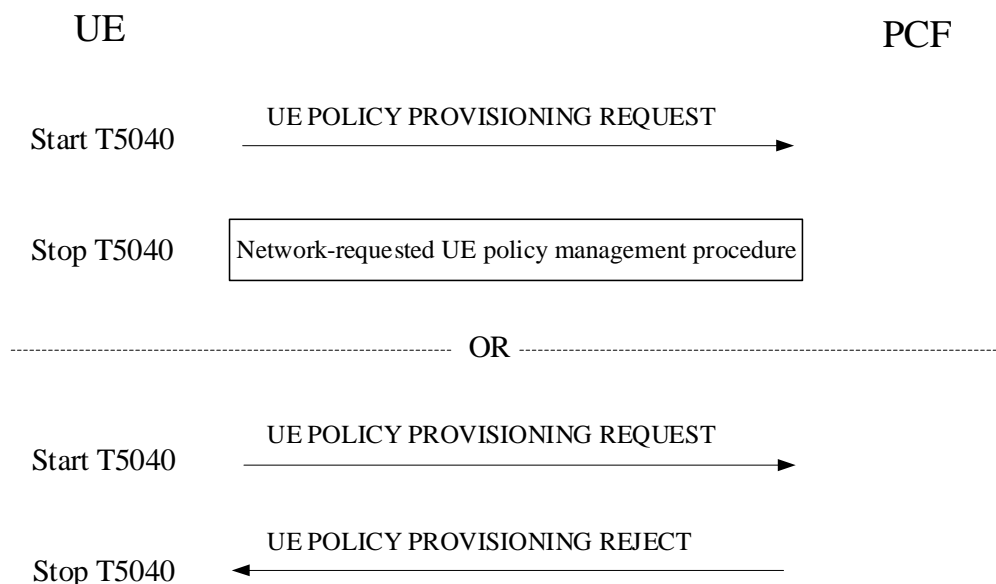 UE
PCF
UE POLICY PROVISIONING REQUEST
Start T5040
Stop T5040
Network-requested UE policy management procedure
OR
UE POLICY PROVISIONING REQUEST
Start T5040
UE POLICY PROVISIONING REJECT
Stop T5040